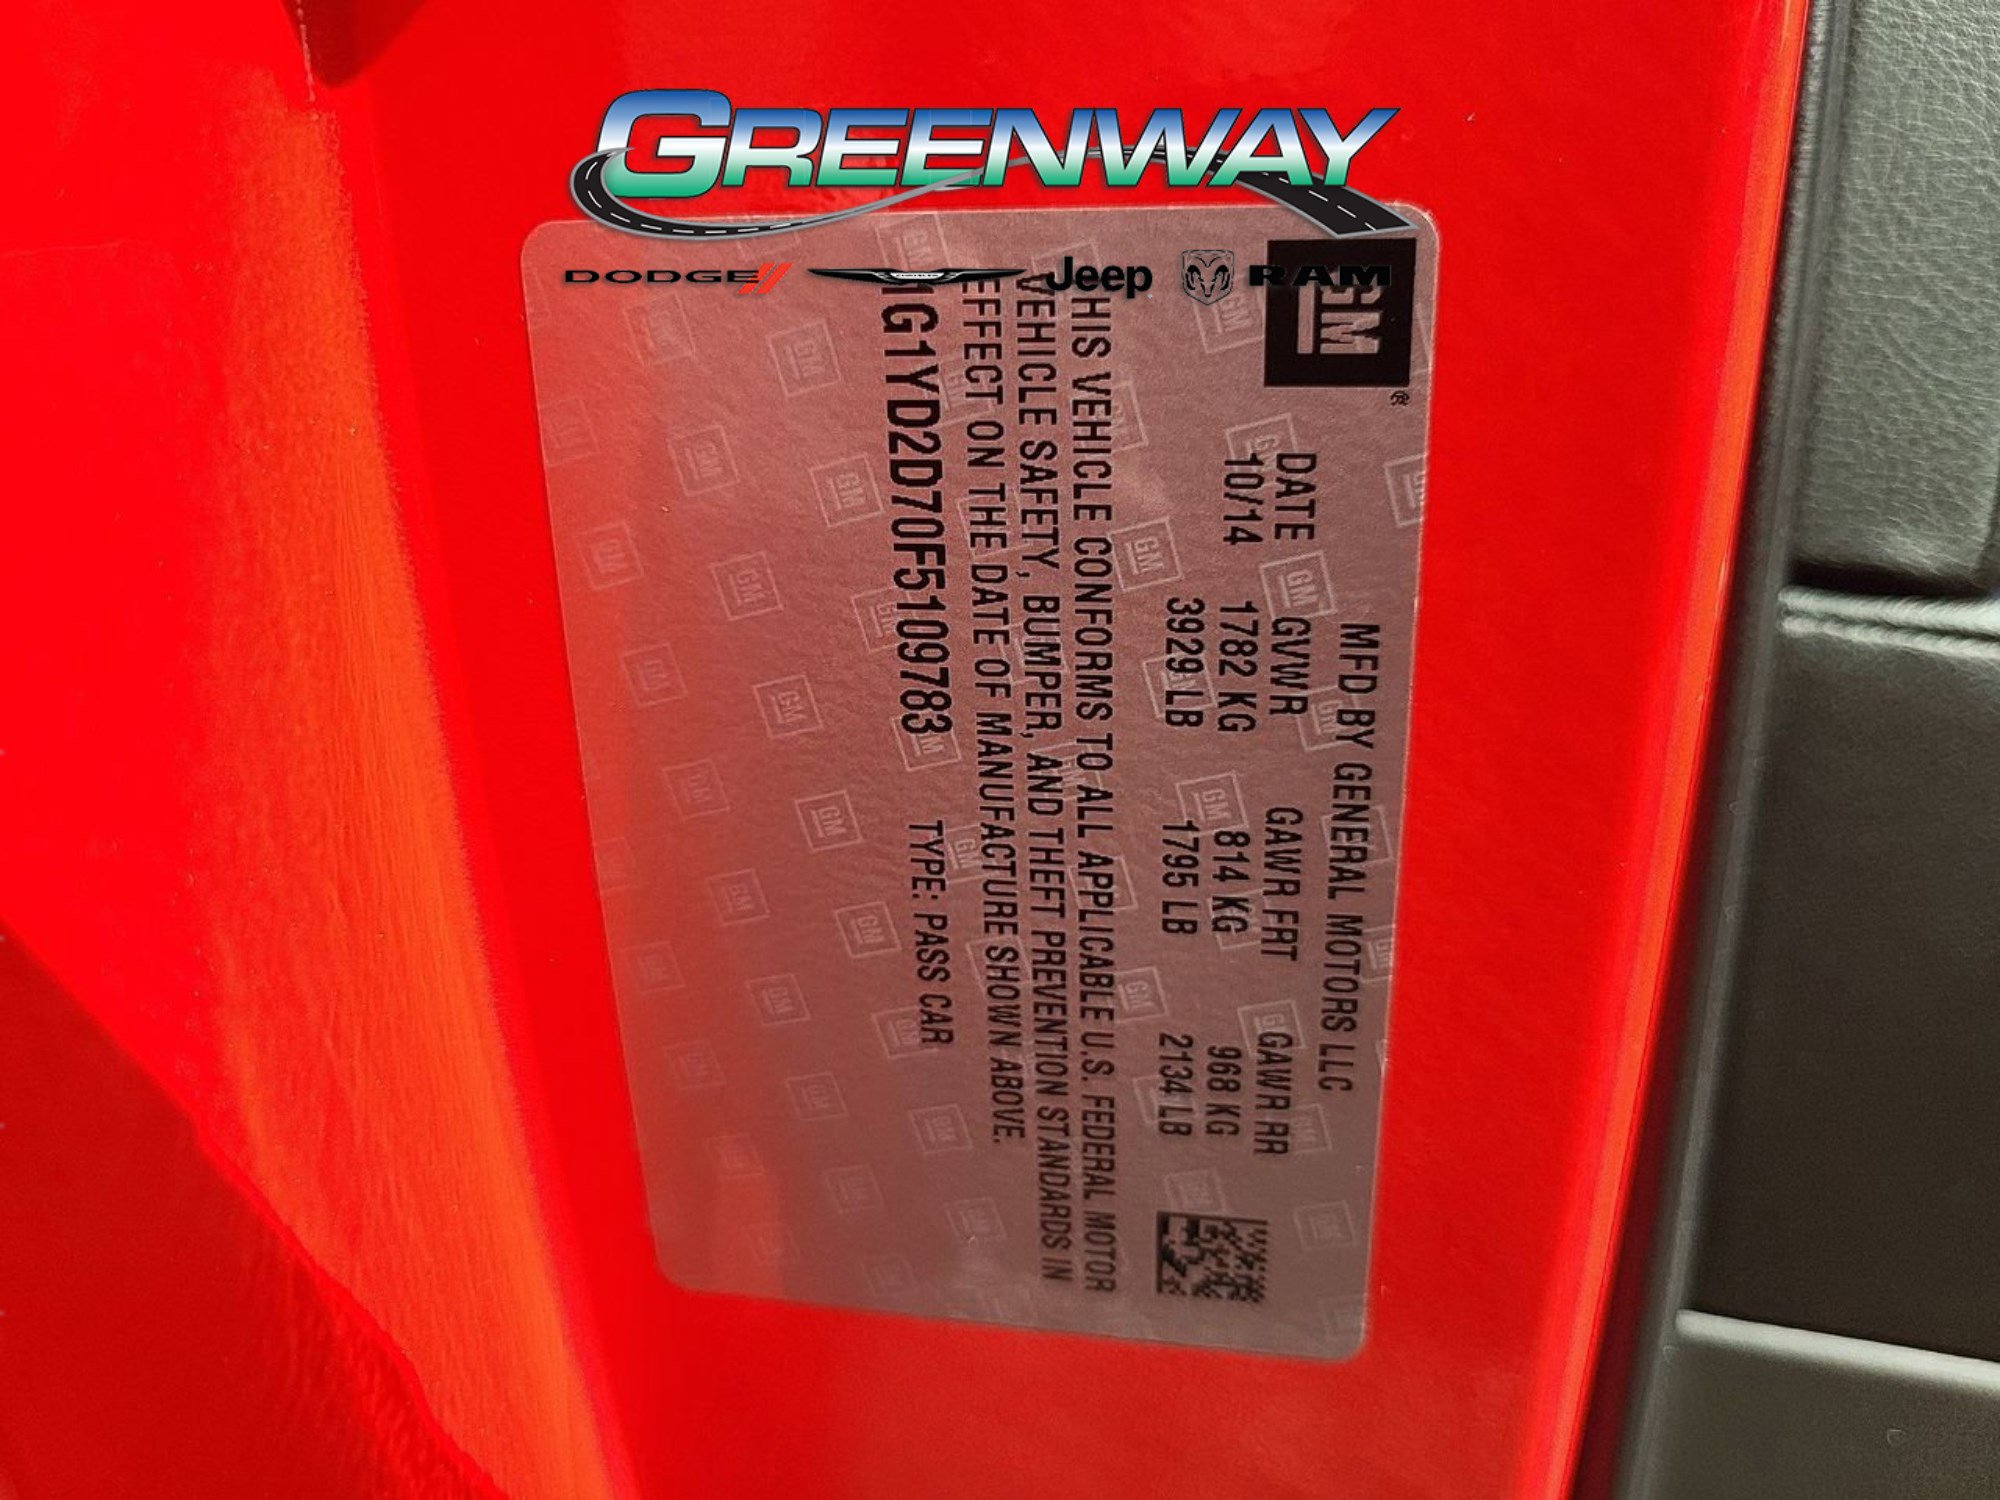 GREENWAY
DODGE CHRYSLER Jeep RAM
GM ®
MFD BY GENERAL MOTORS LLC
DATE GVWR GAWR FRT GAWR RR
10/14 1782 KG 814 KG 968 KG
3929 LB 1795 LB 2134 LB
HIS VEHICLE CONFORMS TO ALL APPLICABLE U.S. FEDERAL MOTOR
VEHICLE SAFETY, BUMPER, AND THEFT PREVENTION STANDARDS IN
EFFECT ON THE DATE OF MANUFACTURE SHOWN ABOVE.
1G1YD2D70F5109783 TYPE: PASS CAR